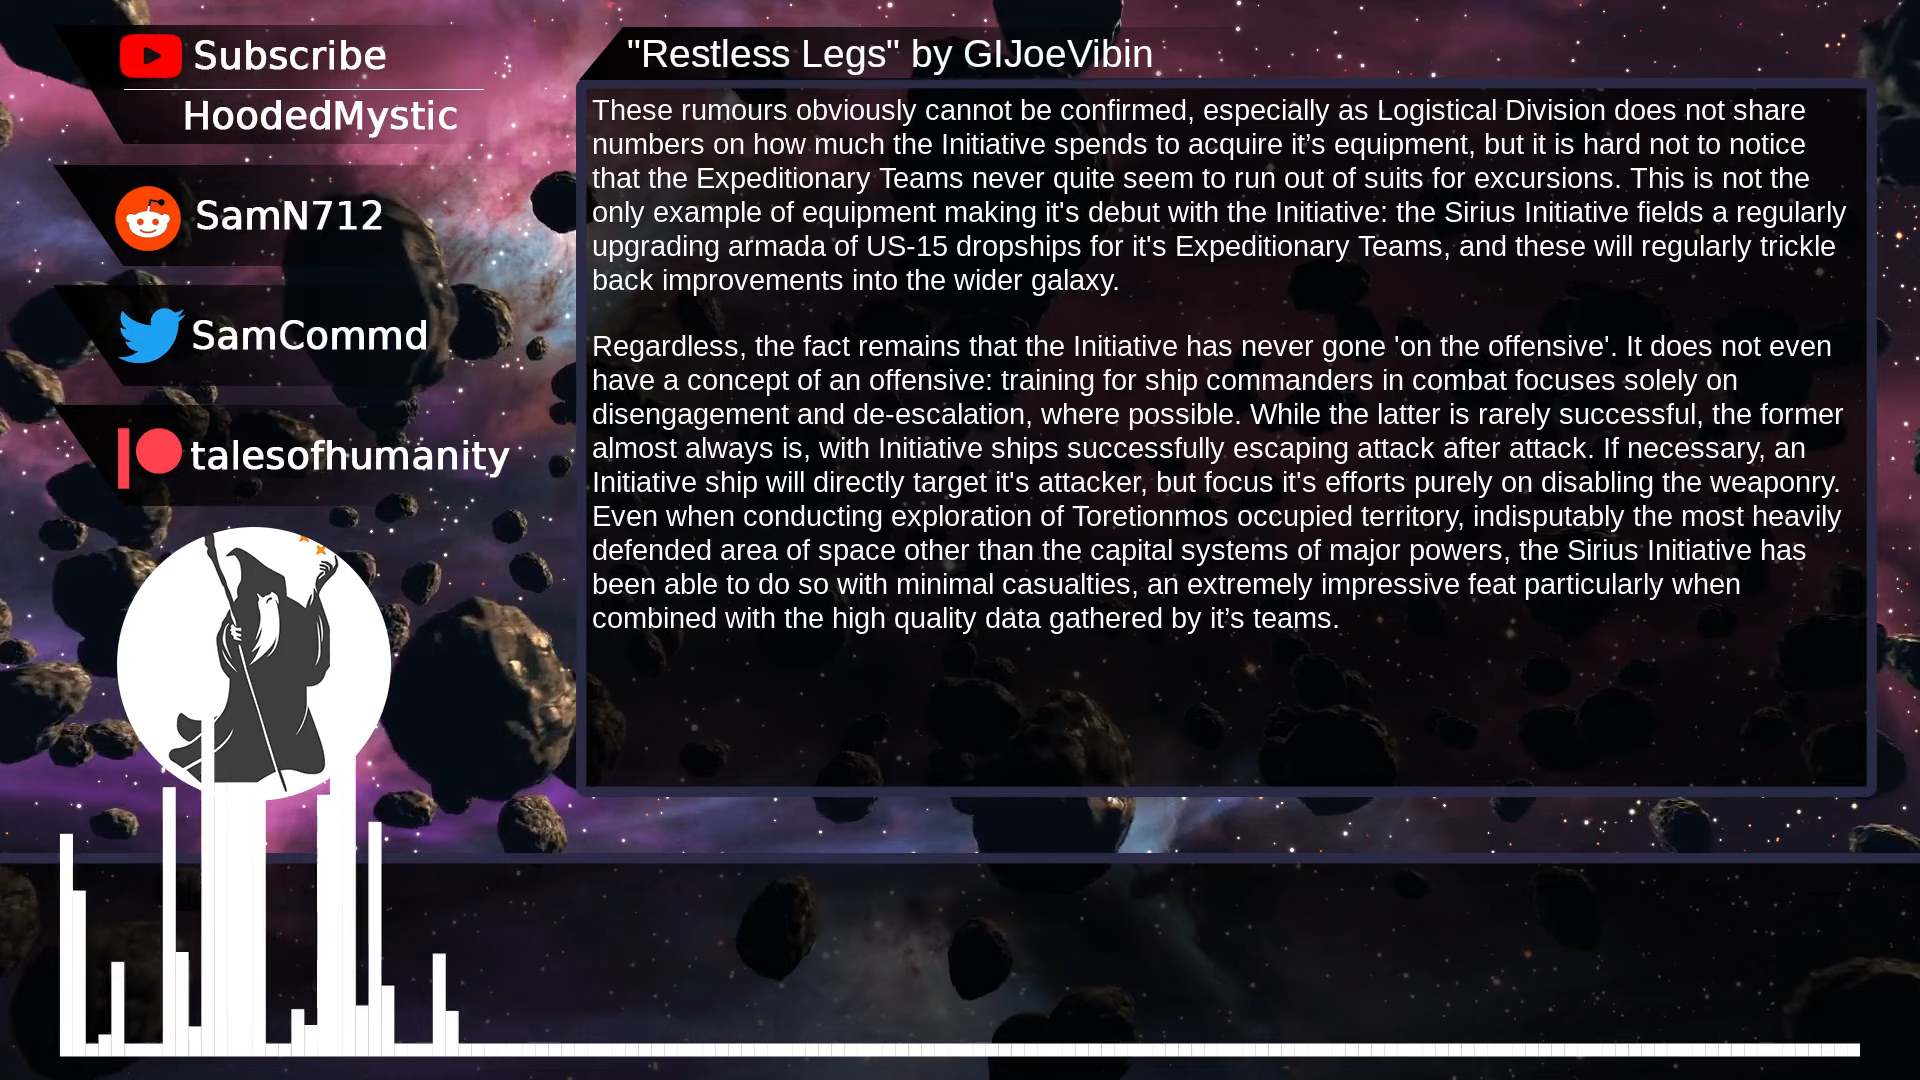 Subscribe
HoodedMystic
SamN712
SamCommd
talesofhumanity
"Restless Legs" by GIJoeVibin
These rumours obviously cannot be confirmed, especially as Logistical Division does not share
numbers on how much the Initiative spends to acquire it’s equipment, but it is hard not to notice
that the Expeditionary Teams never quite seem to run out of suits for excursions. This is not the
only example of equipment making it's debut with the Initiative: the Sirius Initiative fields a regularly
upgrading armada of US-15 dropships for it's Expeditionary Teams, and these will regularly trickle
back improvements into the wider galaxy.
Regardless, the fact remains that the Initiative has never gone 'on the offensive'. It does not even
have a concept of an offensive: training for ship commanders in combat focuses solely on
disengagement and de-escalation, where possible. While the latter is rarely successful, the former
almost always is, with Initiative ships successfully escaping attack after attack. If necessary, an
Initiative ship will directly target it's attacker, but focus it's efforts purely on disabling the weaponry.
Even when conducting exploration of Toretionmos occupied territory, indisputably the most heavily
defended area of space other than the capital systems of major powers, the Sirius Initiative has
been able to do so with minimal casualties, an extremely impressive feat particularly when
combined with the high quality data gathered by it’s teams.